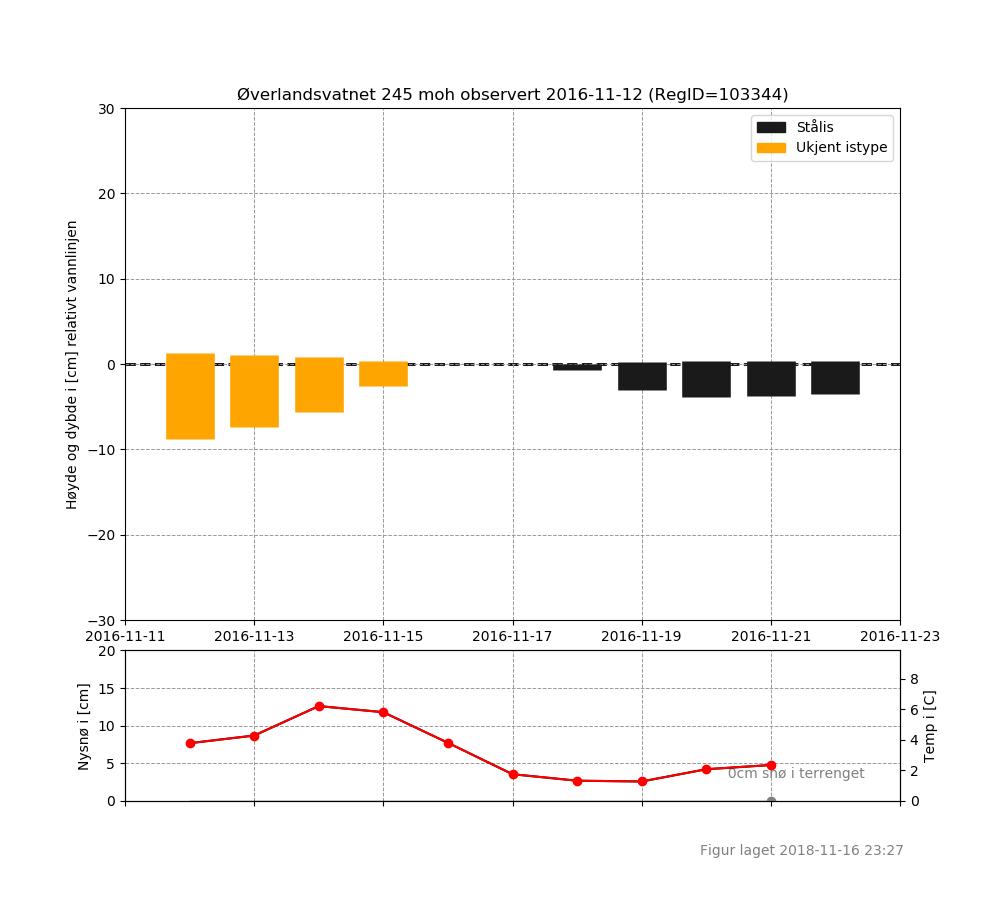 Øverlandsvatnet 245 moh observert 2016-11-12 (RegID=103344)
Stålis
Ukjent istype
Høyde og dybde i [cm] relativt vannlinjen
30
20
10
0
−10
−20
−30
2016-11-11 2016-11-13 2016-11-15 2016-11-17 2016-11-19 2016-11-21 2016-11-23
Nysnø i [cm]
20
15
10
5
0
8
6
4
2
0
Temp i [C]
0cm snø i terrenget
Figur laget 2018-11-16 23:27